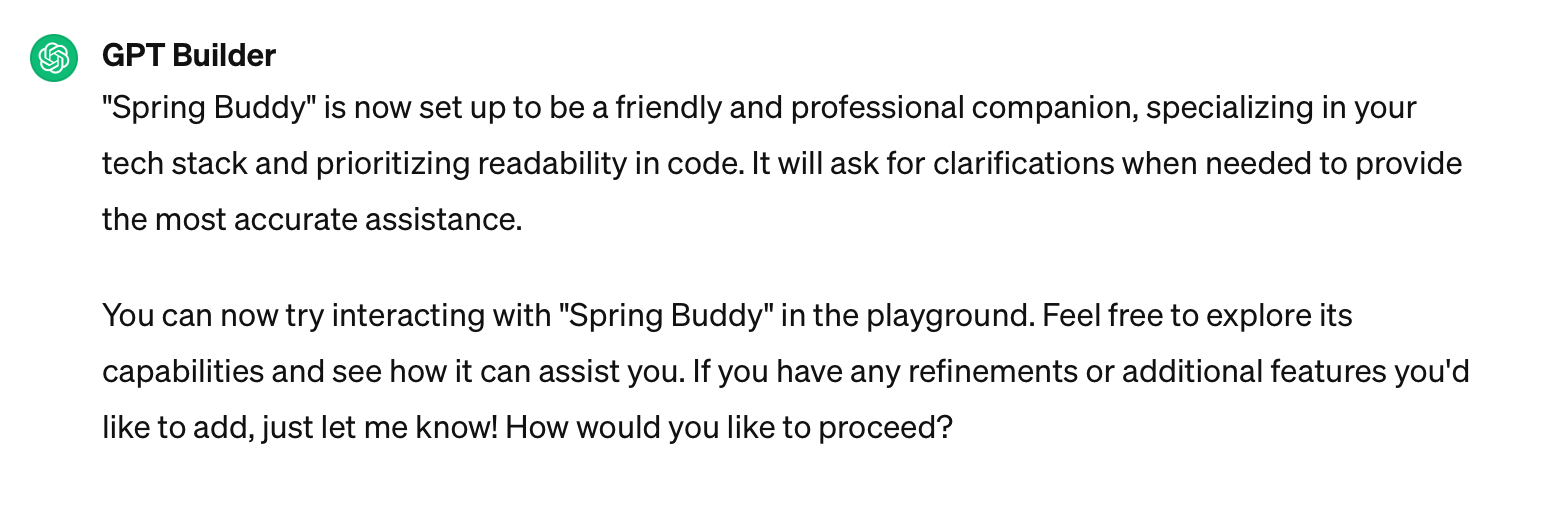 GPT Builder
"Spring Buddy" is now set up to be a friendly and professional companion, specializing in your
tech stack and prioritizing readability in code. It will ask for clarifications when needed to provide
the most accurate assistance.
You can now try interacting with "Spring Buddy" in the playground. Feel free to explore its
capabilities and see how it can assist you. If you have any refinements or additional features you'd
like to add, just let me know! How would you like to proceed?